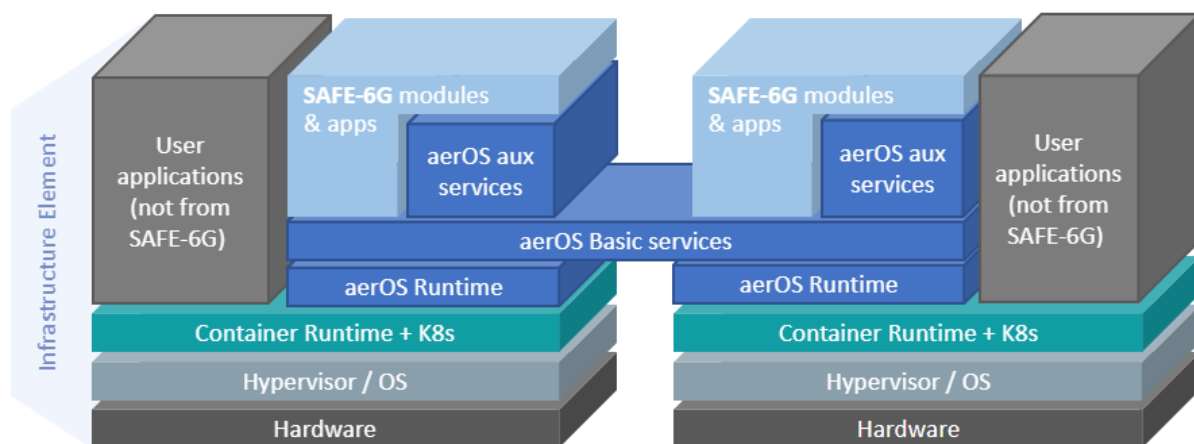 Infrastructure Element
User
applications
(not from
SAFE-6G)
SAFE-6G modules
& apps
aerOS aux
services
SAFE-6G modules
& apps
aerOS aux
services
User
applications
(not from
SAFE-6G)
aerOS Basic services
aerOS Runtime
aerOS Runtime
Container Runtime + K8s
Container Runtime + K8s
Hypervisor / OS
Hypervisor / OS
Hardware
Hardware